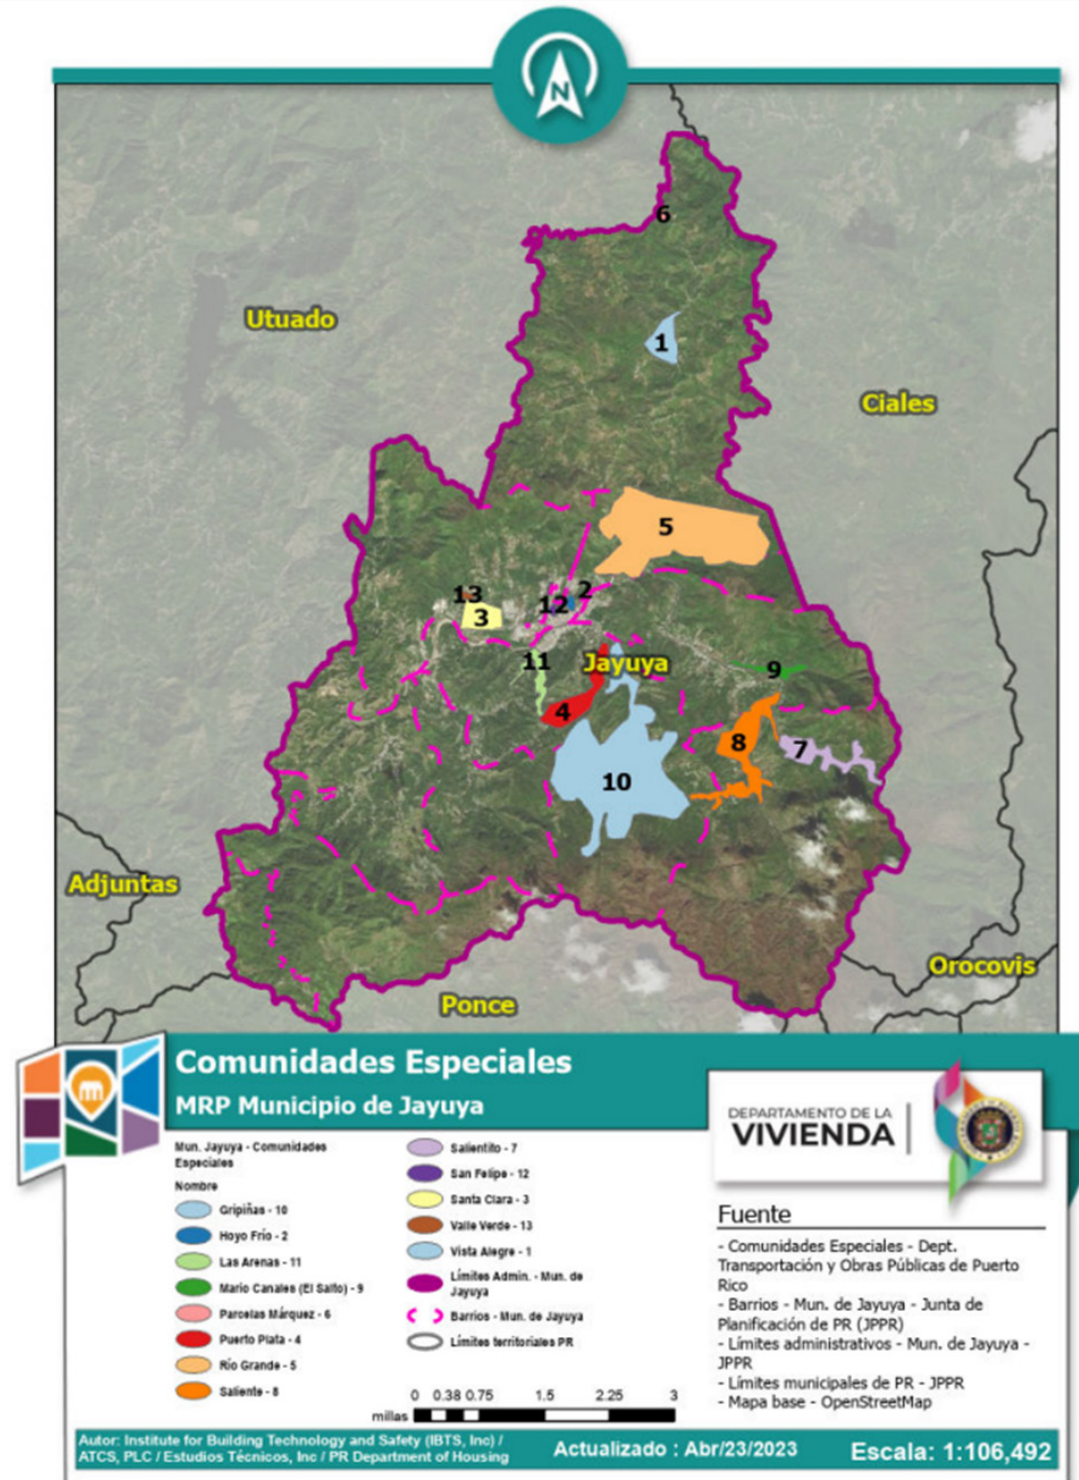 N
6
Utuado
1
Ciales
5
13
3
12
2
11
Jayuya
9
4
8
7
10
Adjuntas
Orocovis
Ponce
Comunidades Especiales
MRP Municipio de Jayuya
DEPARTAMENTO DE LA
VIVIENDA
Mun. Jayuya - Comunidades
Especiales
Nombre
Gripiñas - 10
Hoyo Frío - 2
Las Arenas - 11
Mario Canales (El Salto) - 9
Parcelas Márquez - 6
Puerto Plata - 4
Río Grande - 5
Saliente - 8
Salientito - 7
San Felipe - 12
Santa Clara - 3
Valle Verde - 13
Vista Alegre - 1
Límites Admin. - Mun. de
Jayuya
Barrios - Mun. de Jayuya
Límites territoriales PR
0 0.38 0.75 1.5 2.25 3
millas
Fuente
- Comunidades Especiales - Dept.
Transportación y Obras Públicas de Puerto
Rico
- Barrios - Mun. de Jayuya - Junta de
Planificación de PR (JPPR)
- Límites administrativos - Mun. de Jayuya -
JPPR
- Límites municipales de PR - JPPR
- Mapa base - OpenStreetMap
Autor: Institute for Building Technology and Safety (IBTS, Inc) /
ATCS, PLC / Estudios Técnicos, Inc / PR Department of Housing
Actualizado : Abr/23/2023
Escala: 1:106,492